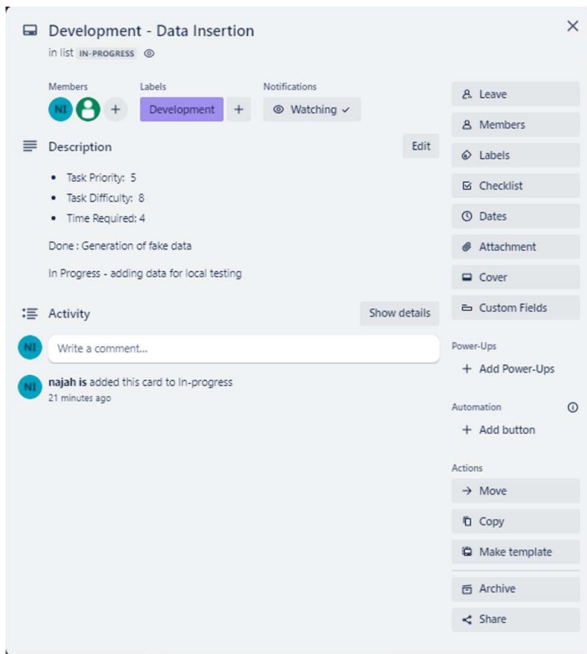 Development - Data Insertion
in list IN-PROGRESS
Members
Labels
Notifications
NI
+
Development
+
Watching
Description
Edit
Task Priority: 5
Task Difficulty: 8
Time Required: 4
Done : Generation of fake data
In Progress - adding data for local testing
Activity
Show details
NI
Write a comment...
NI
najah is added this card to In-progress
21 minutes ago
Leave
Members
Labels
Checklist
Dates
Attachment
Cover
Custom Fields
Power-Ups
+ Add Power-Ups
Automation
+ Add button
Actions
Move
Copy
Make template
Archive
Share